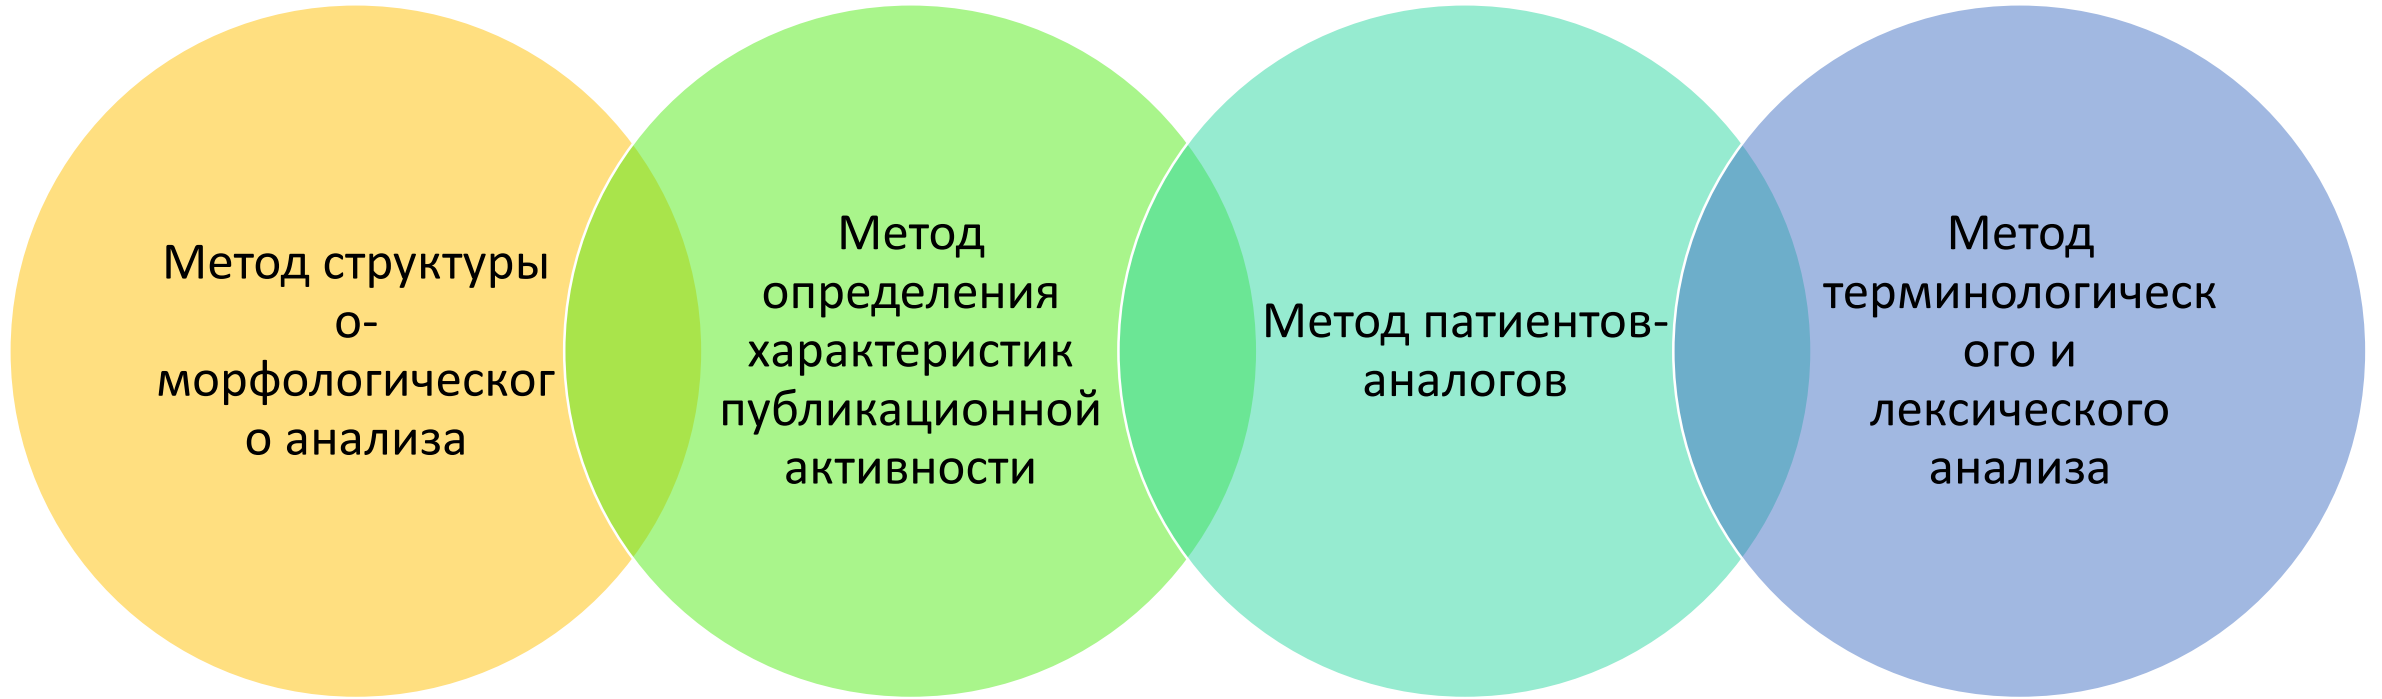 Метод структуры
о-
морфологическог
о анализа
Метод
определения
характеристик
публикационной
активности
Метод патиентов-
аналогов
Метод
терминологическ
ого и
лексического
анализа